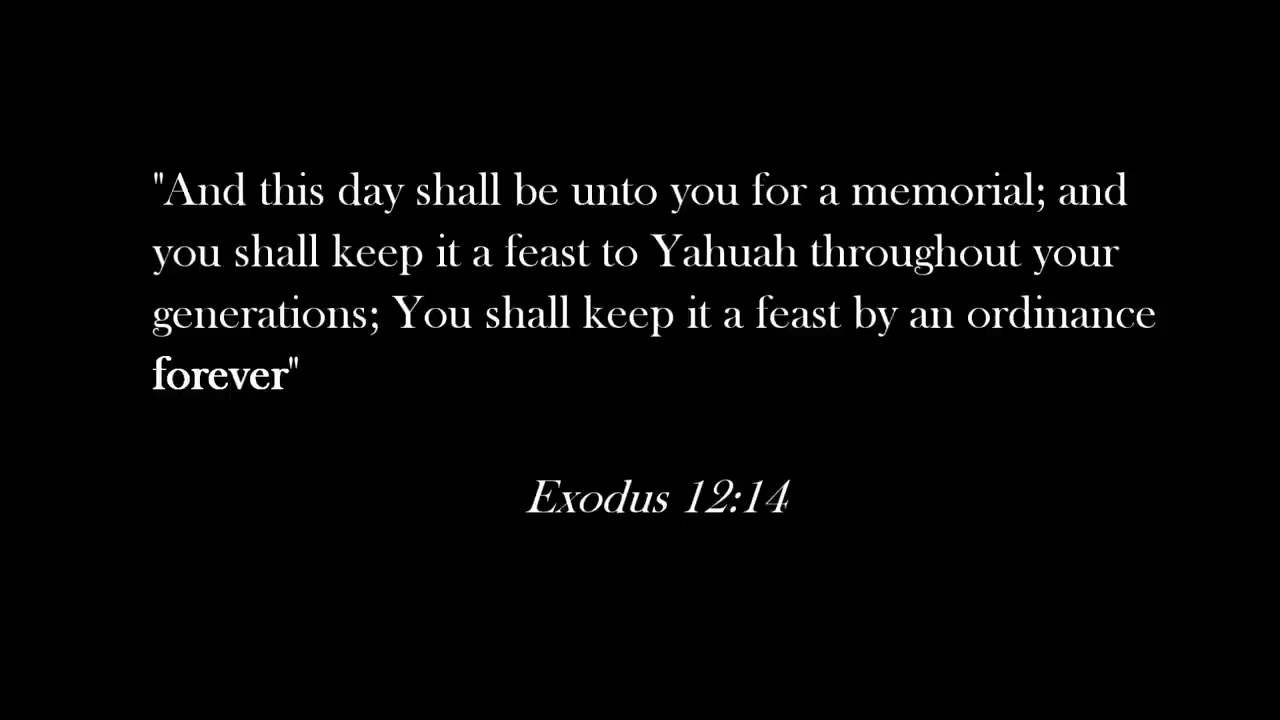 "And this day shall be unto you for a memorial; and
you shall keep it a feast to Yahuah throughout your
generations; You shall keep it a feast by an ordinance
forever"
Exodus 12:14